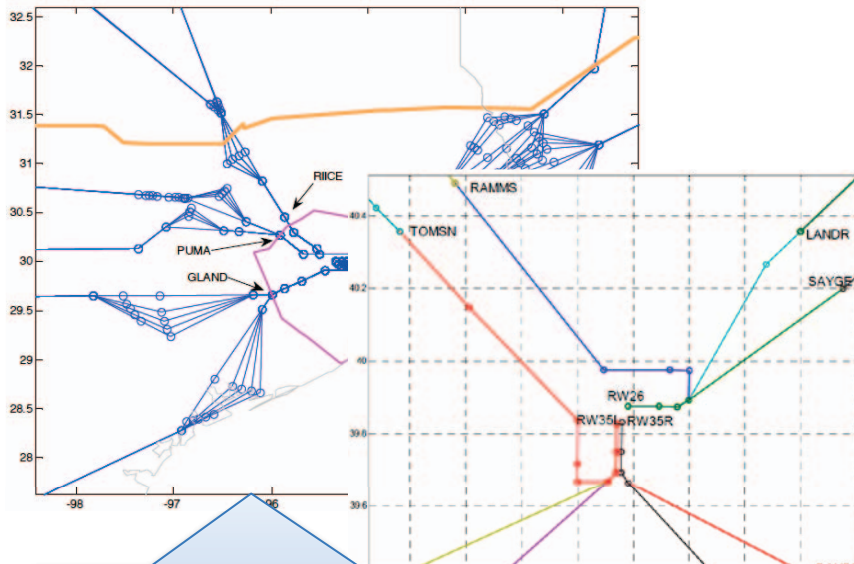 32.5
32
31.5
31
30.5
30
29.5
29
28.5
28
-98
-97
-96
RIICE
PUMA
GLAND
RAMMS
40.4
TOMSN
LANDR
SAYGE
40.2
40
RW26
RW35L
RW35R
39.8
39.6